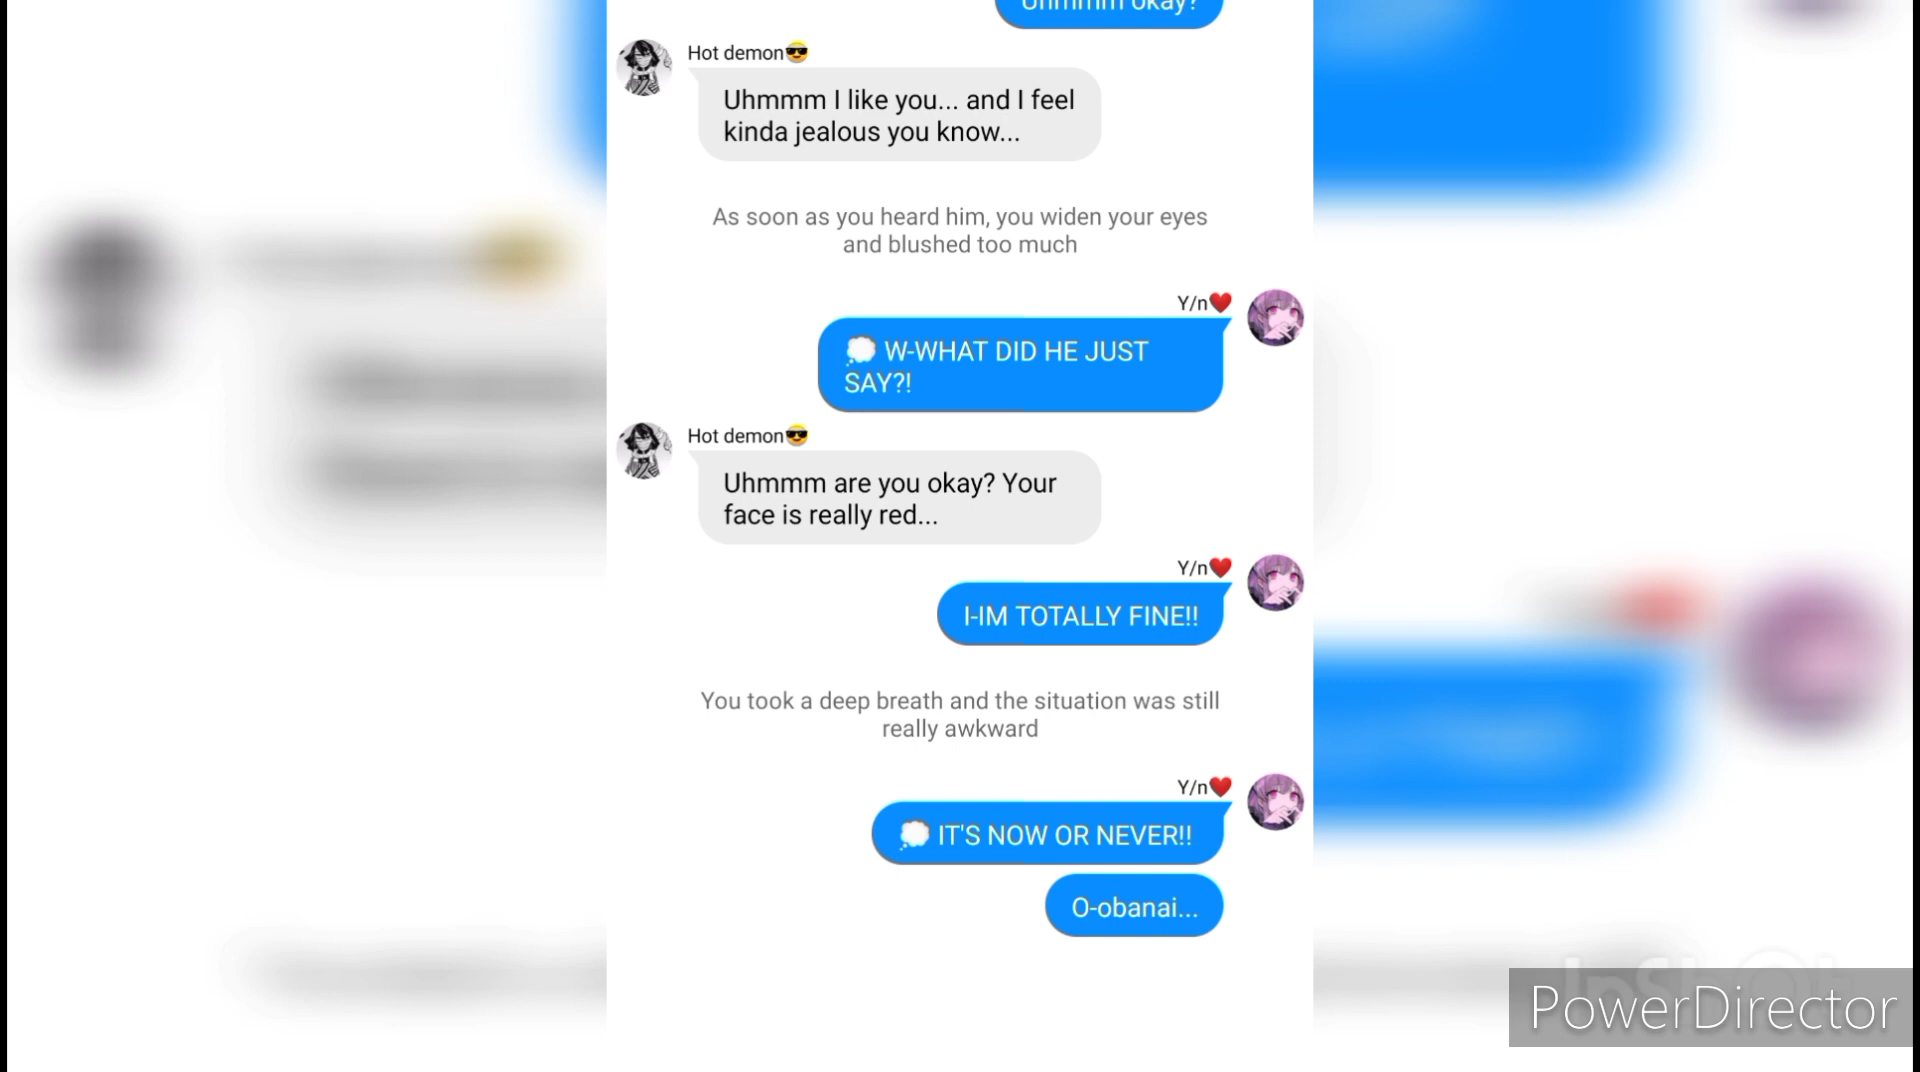 Uhmmm okay?
Hot demon😎
Uhmmm I like you... and I feel
kinda jealous you know...
As soon as you heard him, you widen your eyes
and blushed too much
Y/n❤️
💭 W-WHAT DID HE JUST
SAY?!
Hot demon😎
Uhmmm are you okay? Your
face is really red...
Y/n❤️
I-IM TOTALLY FINE!!
You took a deep breath and the situation was still
really awkward
Y/n❤️
💭 IT'S NOW OR NEVER!!
O-obanai...
InShOt
PowerDirector